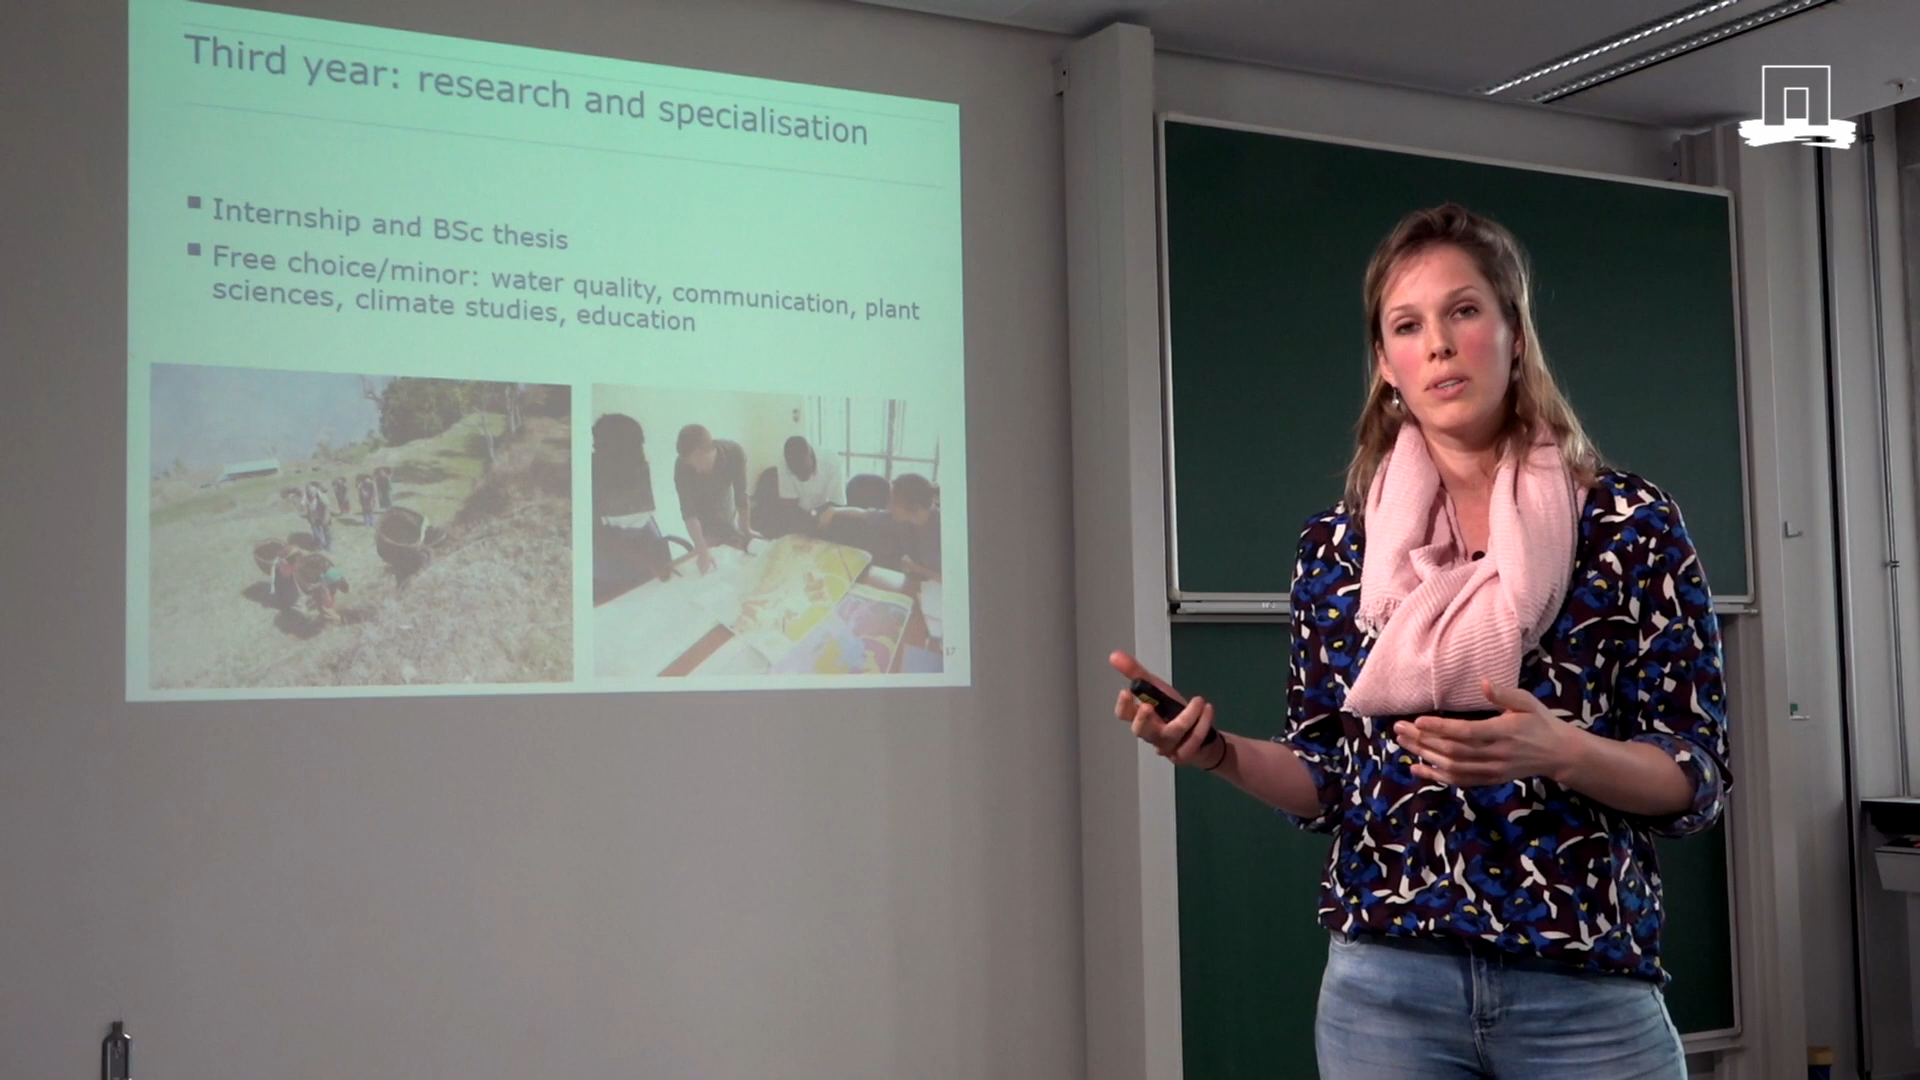 Third year: research and specialisation
■ Internship and BSc thesis
■ Free choice/minor: water quality, communication, plant
sciences, climate studies, education
17